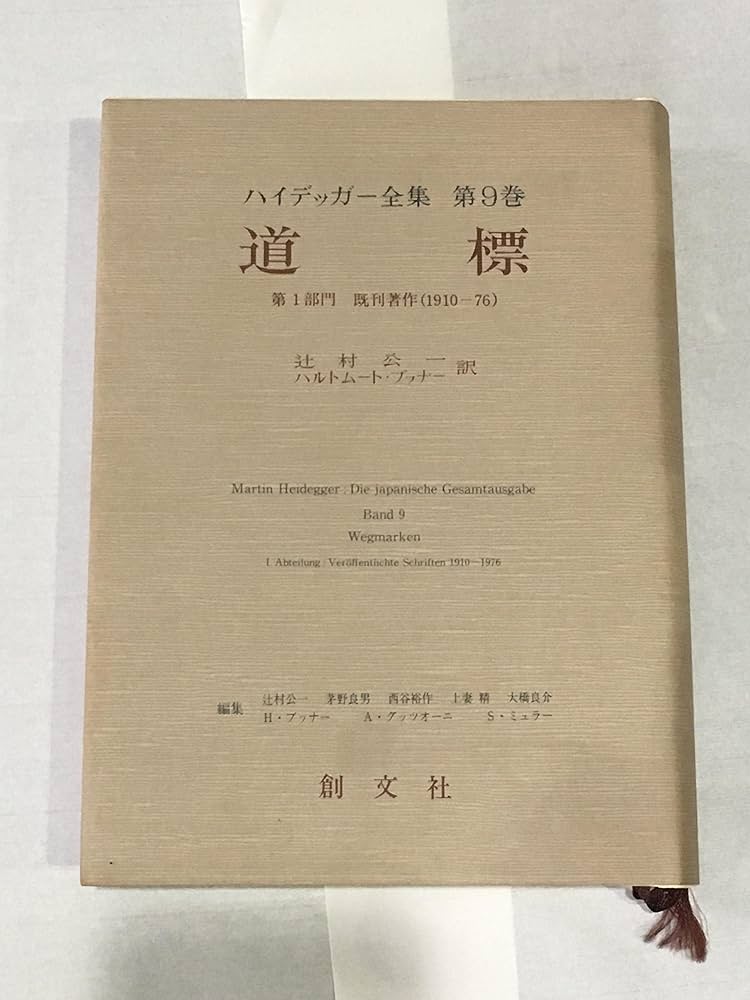 ハイデッガー全集 第9巻
道標
第1部門 既刊著作(1910―76)
辻村公一
ハルトムート・ブッナー 訳
Martin Heidegger : Die japanische Gesamtausgabe
Band 9
Wegmarken
I. Abteilung : Veröffentlichte Schriften 1910―1976
編集 辻村公一 茅野良男 西谷裕作 上妻精 大橋良介
H・ブッナー A・グッツオーニ S・ミュラー
創文社